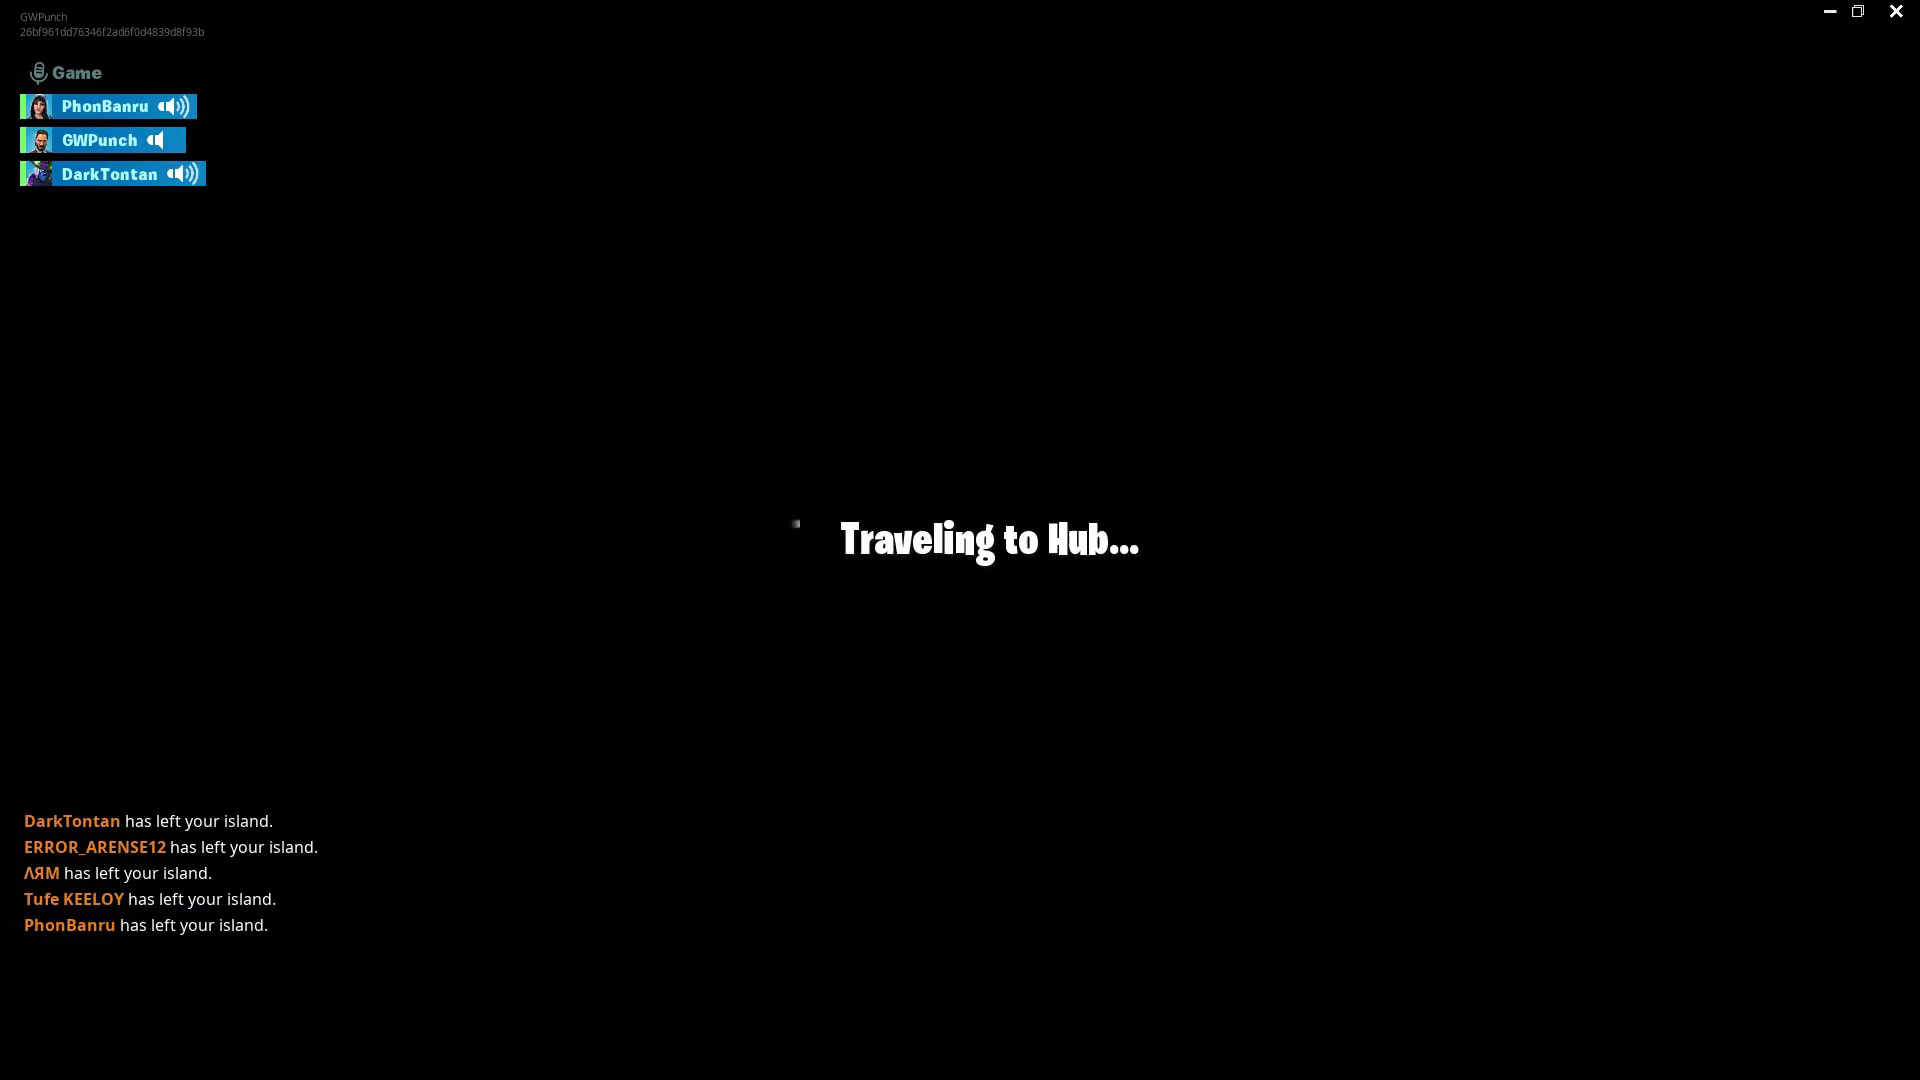 GWPunch
26bf961dd76346f2ad6f0d4839d8f93b
Game
PhonBanru
GWPunch
DarkTontan
Traveling to Hub...
DarkTontan has left your island.
ERROR_ARENSE12 has left your island.
ΛЯM has left your island.
Tufe KEELOY has left your island.
PhonBanru has left your island.